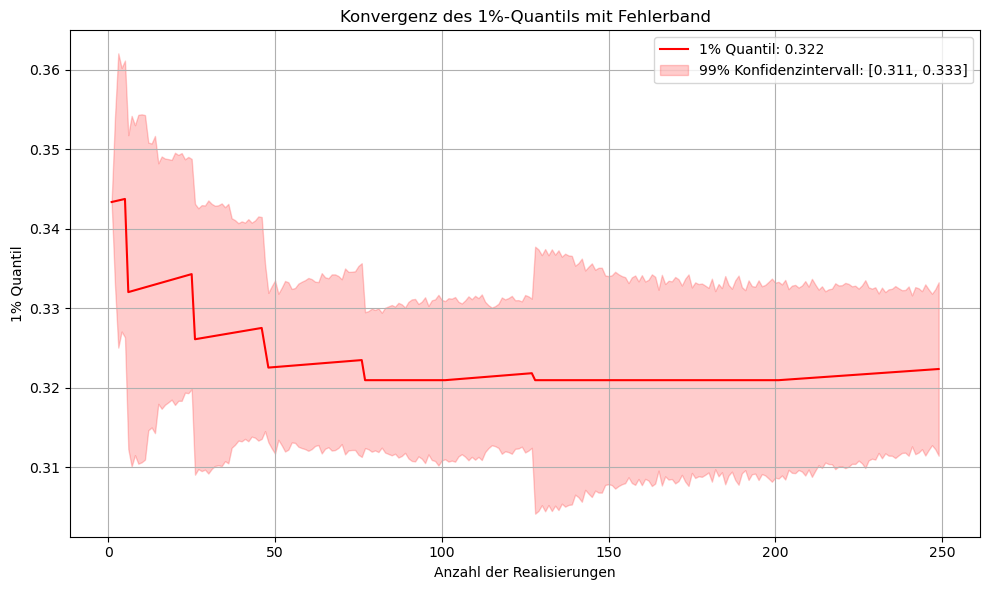 Konvergenz des 1%-Quantils mit Fehlerband
1% Quantil: 0.322
99% Konfidenzintervall: [0.311, 0.333]
1% Quantil
0.36
0.35
0.34
0.33
0.32
0.31
0
50
100
150
200
250
Anzahl der Realisierungen